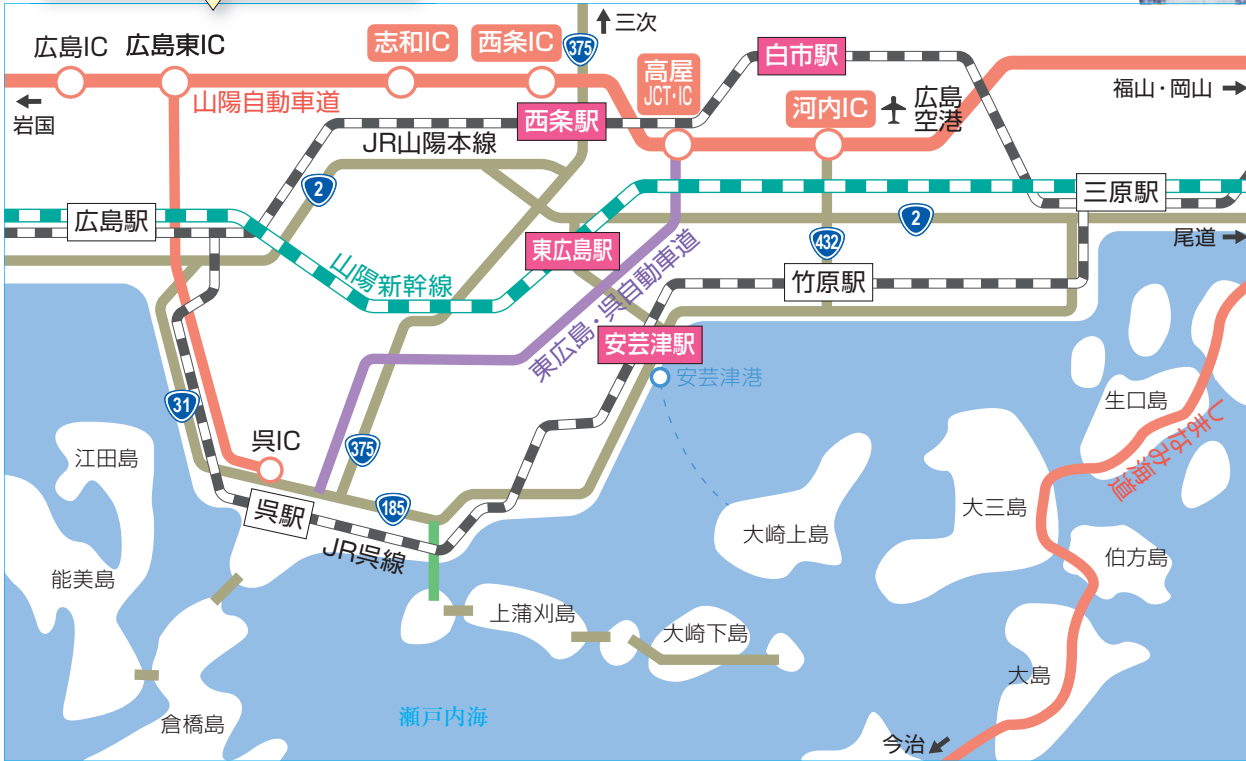 三次
375
広島IC
広島東IC
志和IC
西条IC
白市駅
高屋
JCT・IC
福山・岡山
岩国
山陽自動車道
西条駅
河内IC
広島
空港
JR山陽本線
2
三原駅
広島駅
2
東広島駅
432
尾道
山陽新幹線
竹原駅
東広島・呉自動車道
安芸津駅
安芸津港
31
生口島
しまなみ海道
呉IC
375
江田島
185
呉駅
大三島
大崎上島
JR呉線
伯方島
能美島
上蒲刈島
大崎下島
大島
倉橋島
瀬戸内海
今治